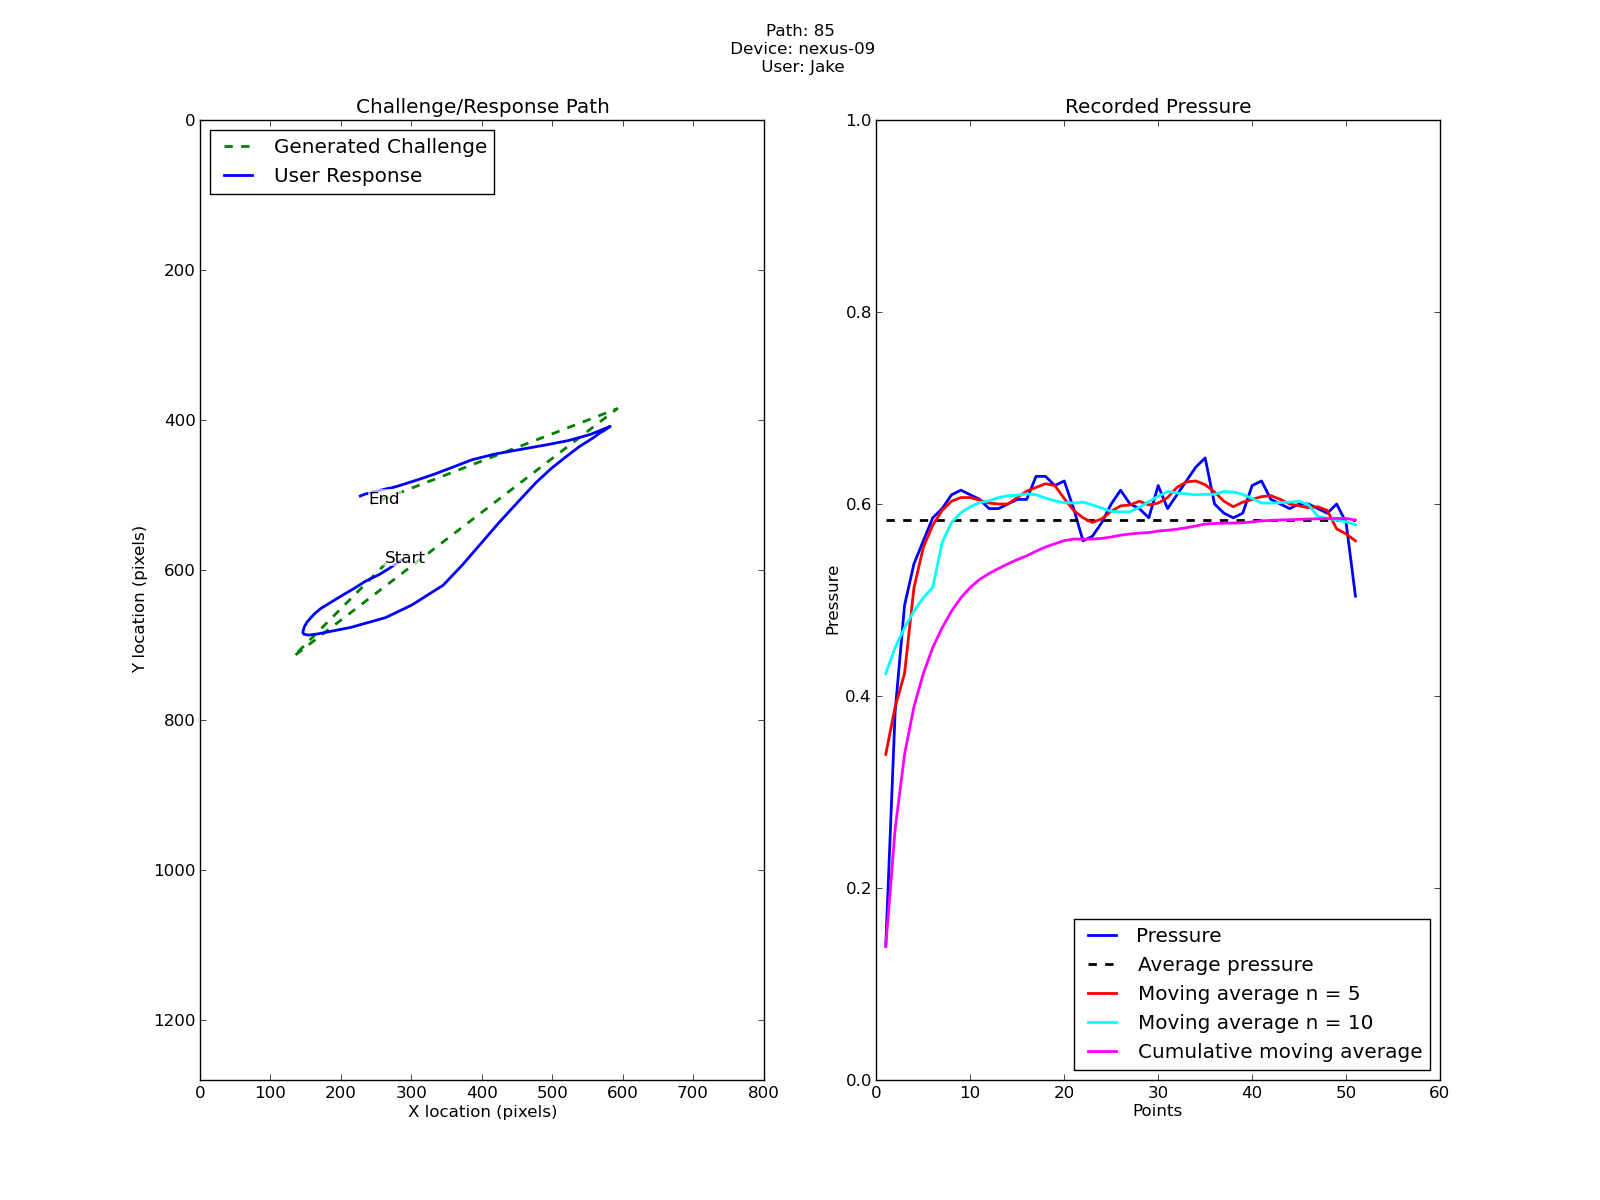 Path: 85
Device: nexus-09
User: Jake
Challenge/Response Path
Generated Challenge
User Response
0
200
400
600
800
1000
1200
Y location (pixels)
End
Start
0 100 200 300 400 500 600 700 800
X location (pixels)
Recorded Pressure
1.0
0.8
0.6
0.4
0.2
0.0
Pressure
Pressure
Average pressure
Moving average n = 5
Moving average n = 10
Cumulative moving average
0 10 20 30 40 50 60
Points